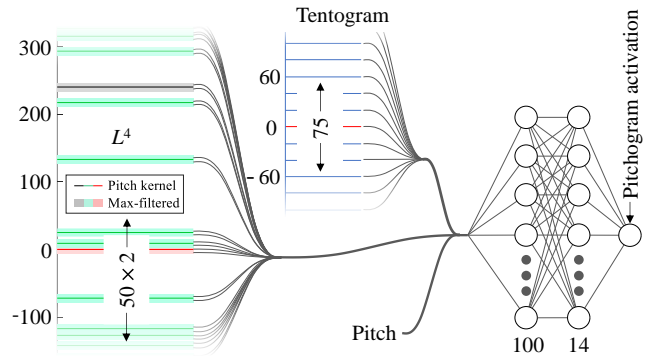 Tentogram
300
200
100
0
-100
L⁴
Pitch kernel
Max-filtered
50 × 2
60
0
-60
75
Pitch
100
14
Pitchogram activation